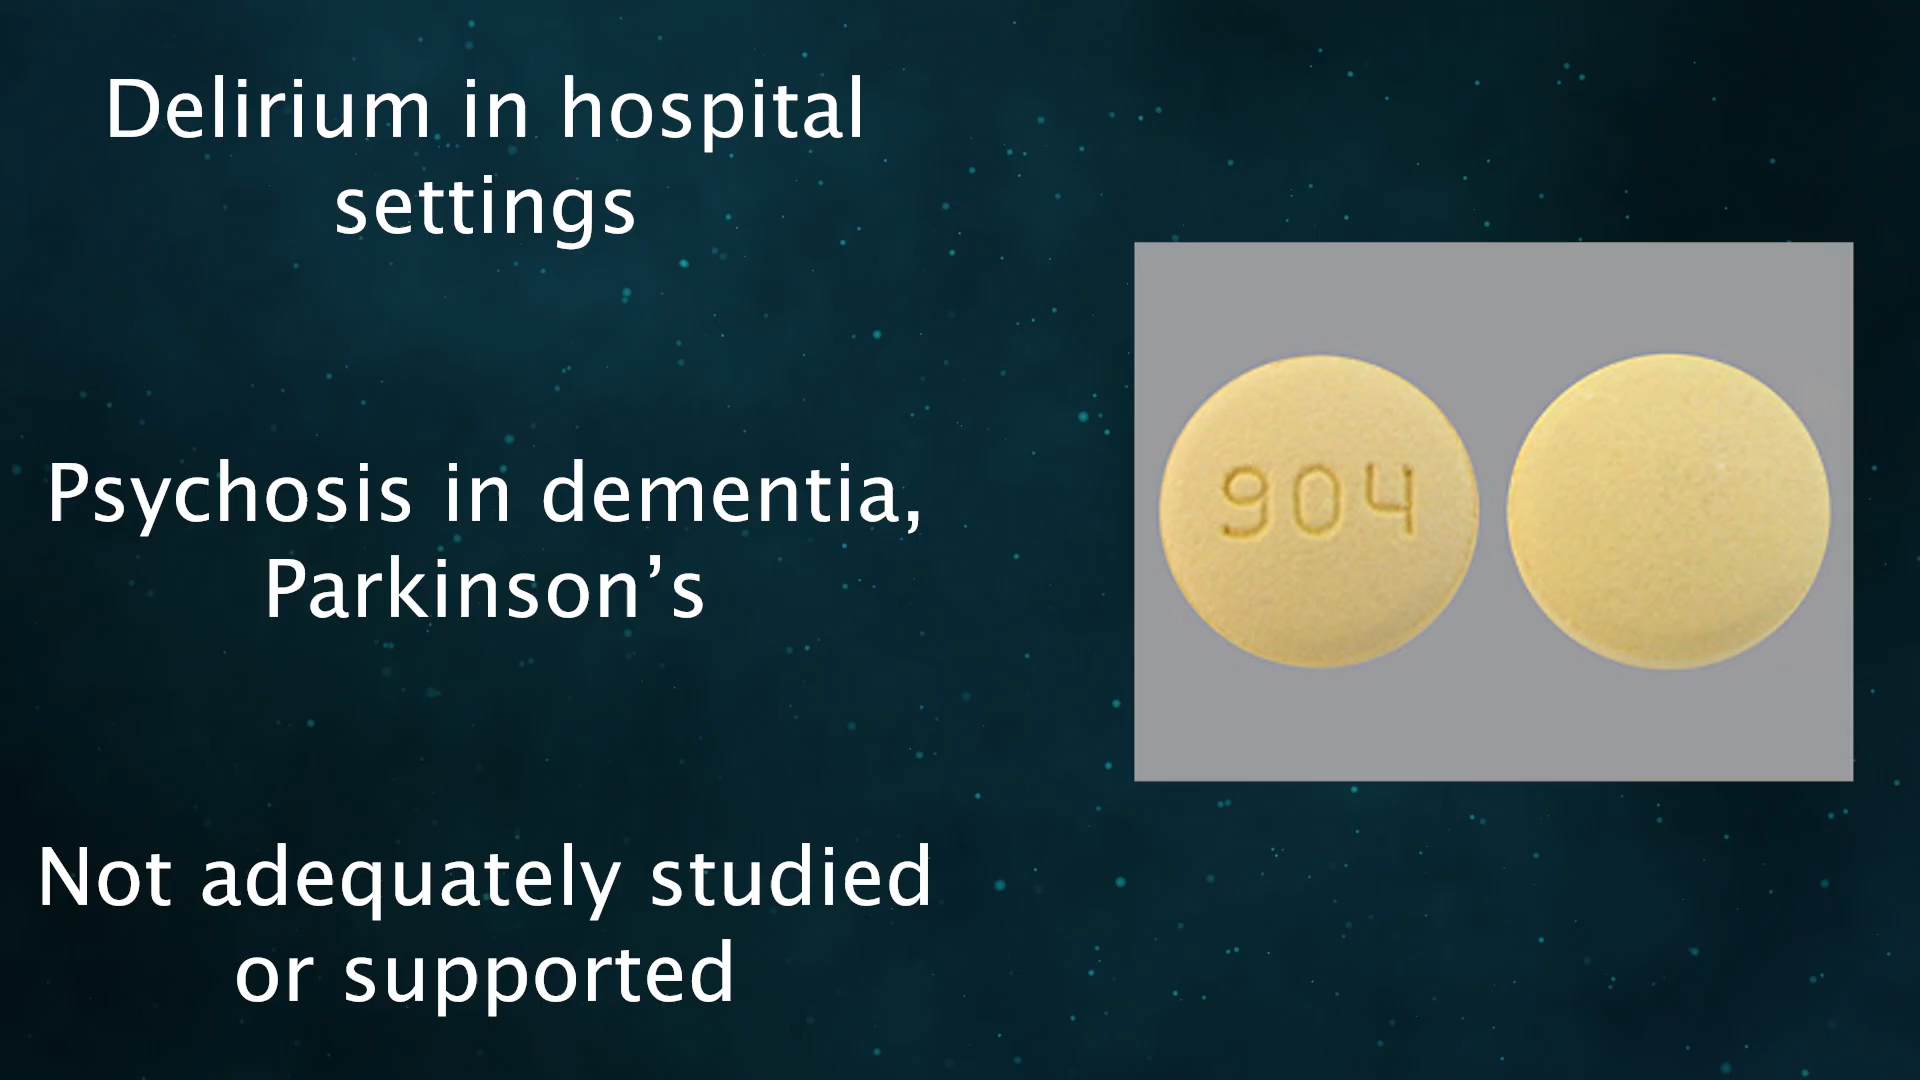 Delirium in hospital
settings
Psychosis in dementia,
Parkinson’s
904
Not adequately studied
or supported